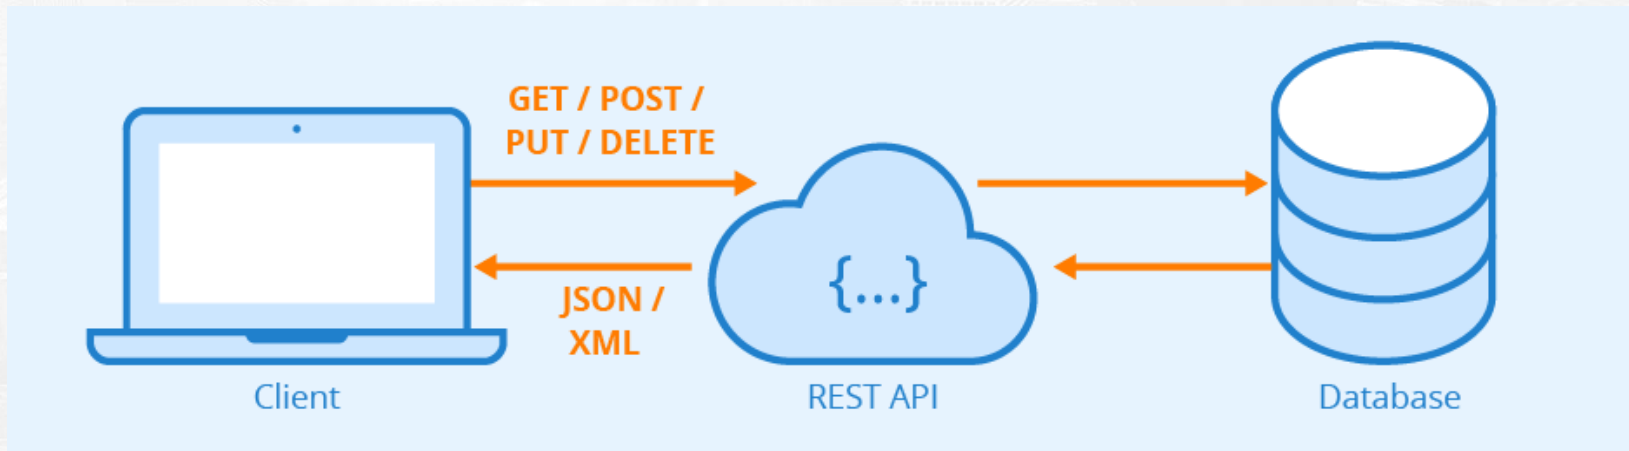 GET / POST /
PUT / DELETE
{...}
JSON /
XML
Client
REST API
Database